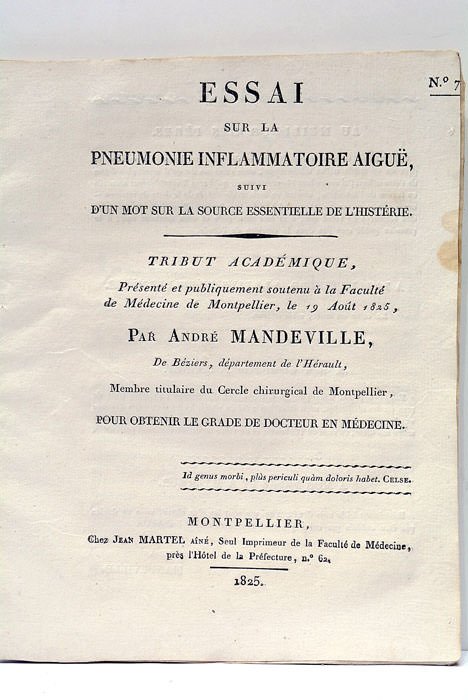 N.º 7
ESSAI
SUR LA
PNEUMONIE INFLAMMATOIRE AIGUË,
SUIVI
D'UN MOT SUR LA SOURCE ESSENTIELLE DE L'HISTÉRIE.
TRIBUT ACADÉMIQUE,
Présenté et publiquement soutenu à la Faculté
de Médecine de Montpellier, le 19 Août 1825,
PAR ANDRÉ MANDEVILLE,
De Béziers, département de l'Hérault,
Membre titulaire du Cercle chirurgical de Montpellier,
POUR OBTENIR LE GRADE DE DOCTEUR EN MÉDECINE.
Id genus morbi, plùs periculi quàm doloris habet. CELSE.
MONTPELLIER,
Chez JEAN MARTEL AÎNÉ, Seul Imprimeur de la Faculté de Médecine,
près l'Hôtel de la Préfecture, n.º 62.
1825.